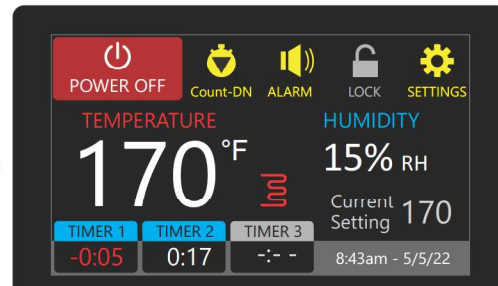 POWER OFF
Count-DN
ALARM
LOCK
SETTINGS
TEMPERATURE
170°F
HUMIDITY
15% RH
Current
Setting 170
TIMER 1
TIMER 2
TIMER 3
-0:05
0:17
-:- -
8:43am - 5/5/22